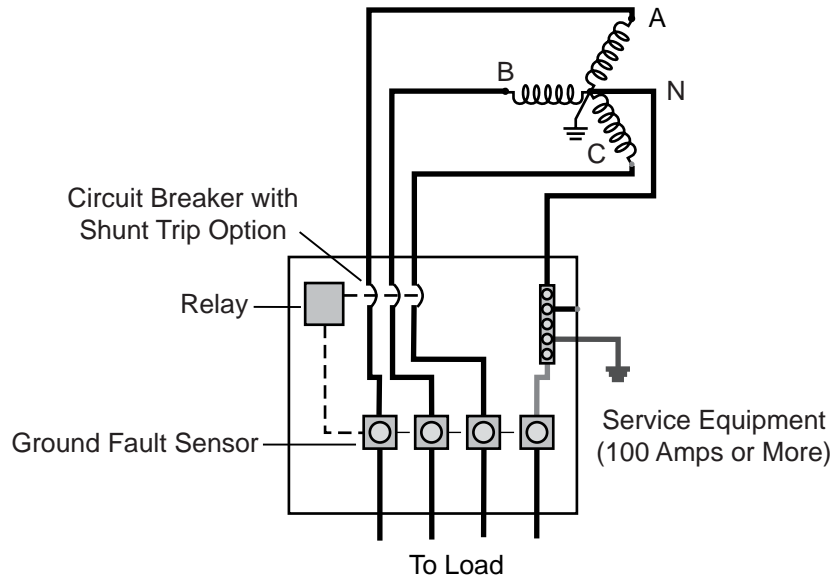 A
B
N
C
Circuit Breaker with
Shunt Trip Option
Relay
Ground Fault Sensor
Service Equipment
(100 Amps or More)
To Load